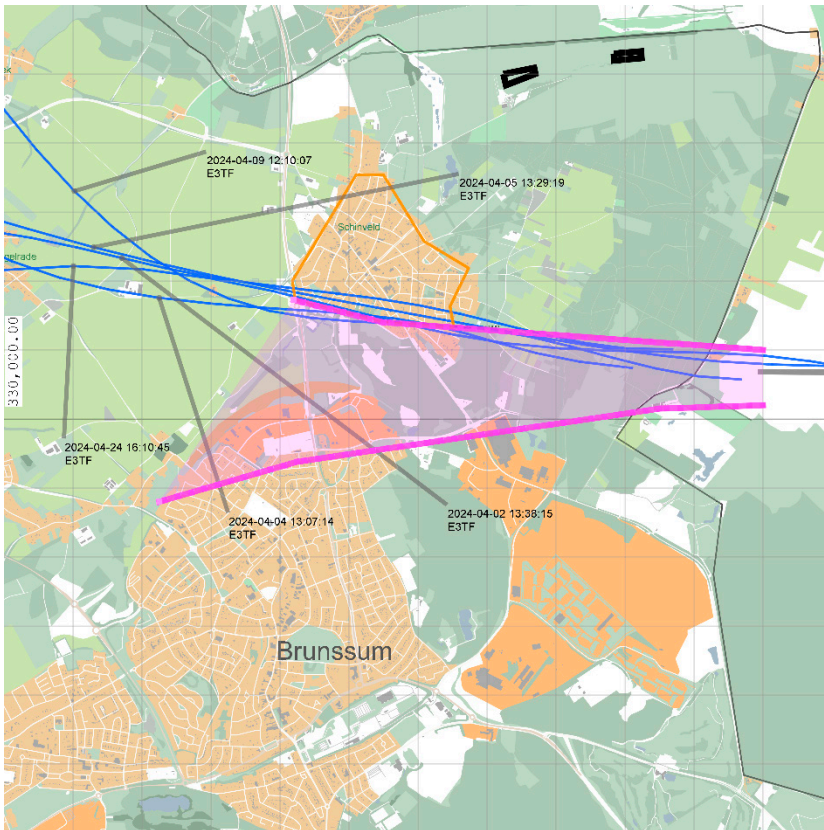 2024-04-09 12:10:07
E3TF
2024-04-05 13:29:19
E3TF
Schinveld
330,000.00
2024-04-24 16:10:45
E3TF
2024-04-04 13:07:14
E3TF
2024-04-02 13:38:15
E3TF
Brunssum